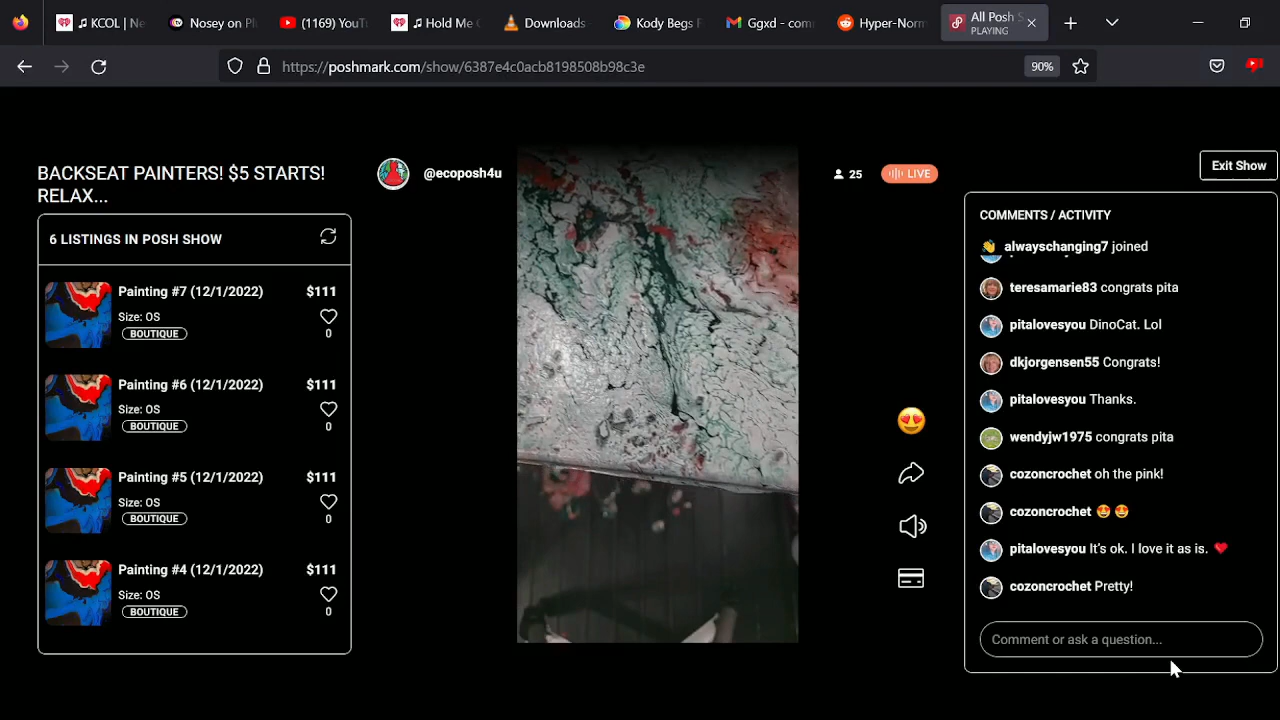 KCOL | Ne
Nosey on Pl
(1169) YouT
Hold Me
Downloads
Kody Begs F
Ggxd - com
Hyper-Norm
All Posh S
PLAYING
https://poshmark.com/show/6387e4c0acb8198508b98c3e
90%
BACKSEAT PAINTERS! $5 STARTS!
RELAX...
@ecoposh4u
25
LIVE
Exit Show
6 LISTINGS IN POSH SHOW
Painting #7 (12/1/2022) $111
Size: OS
BOUTIQUE 0
Painting #6 (12/1/2022) $111
Size: OS
BOUTIQUE 0
Painting #5 (12/1/2022) $111
Size: OS
BOUTIQUE 0
Painting #4 (12/1/2022) $111
Size: OS
BOUTIQUE 0
COMMENTS / ACTIVITY
👋 alwayschanging7 joined
teresamarie83 congrats pita
pitalovesyou DinoCat. Lol
dkjorgensen55 Congrats!
pitalovesyou Thanks.
wendyjw1975 congrats pita
cozoncrochet oh the pink!
cozoncrochet 😍 😍
pitalovesyou It's ok. I love it as is. ❤️
cozoncrochet Pretty!
Comment or ask a question...